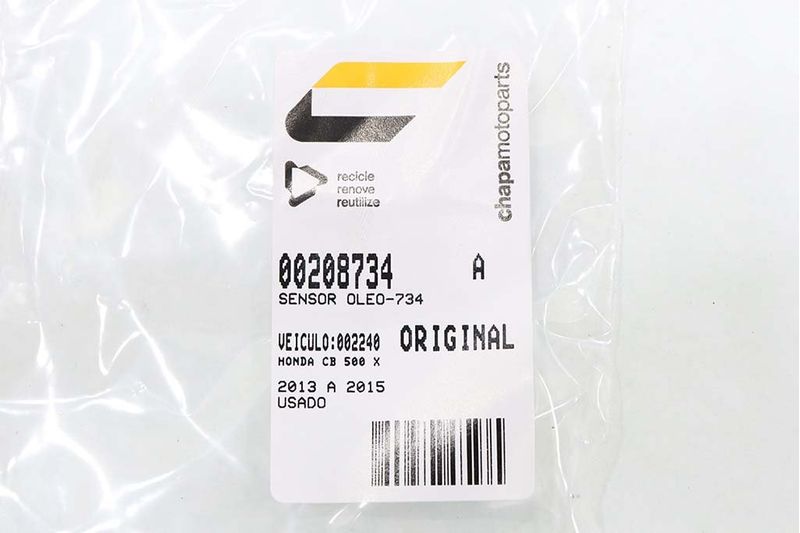 chapamotoparts
recicle
renove
reutilize
00208734 A
SENSOR OLEO-734
VEICULO:002240 ORIGINAL
HONDA CB 500 X
2013 A 2015
USADO